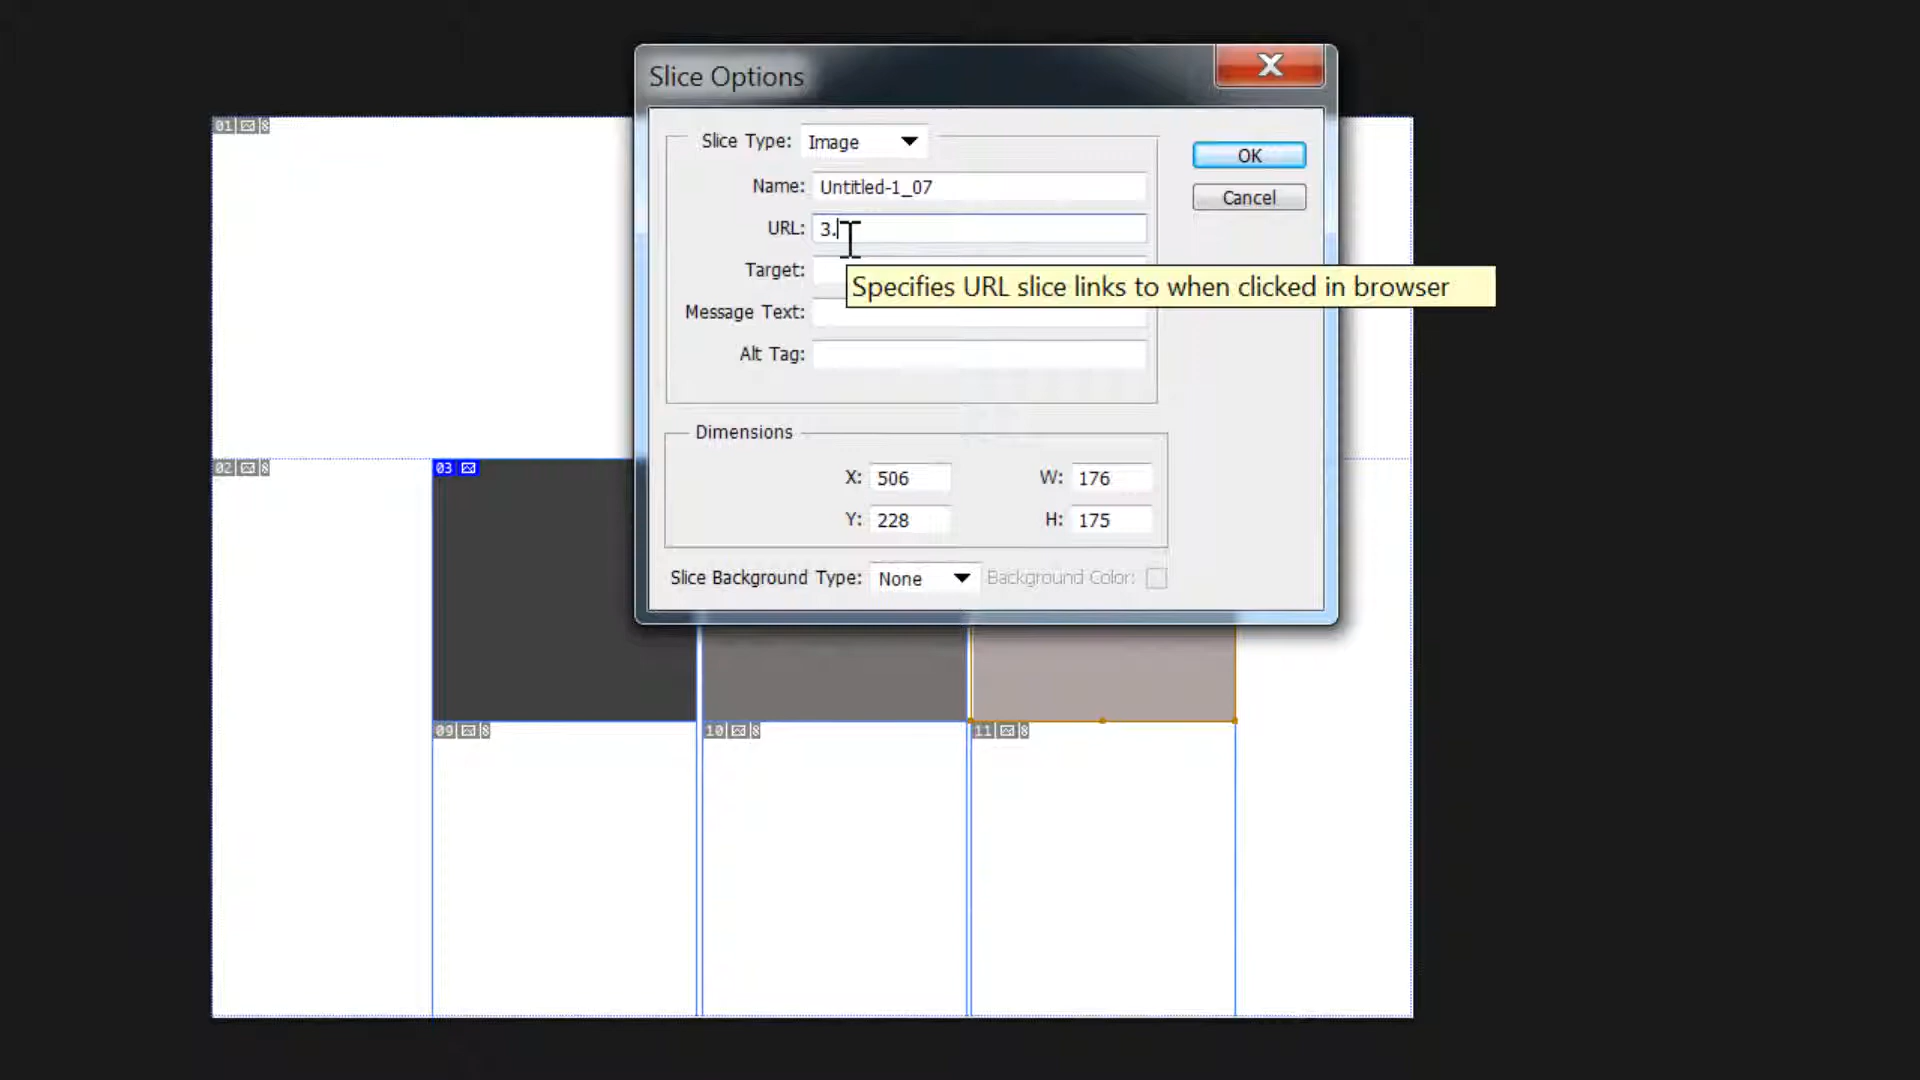 Slice Options
X
01
Slice Type: Image
OK
Name: Untitled-1_07
Cancel
URL: 3.
Target:
Specifies URL slice links to when clicked in browser
Message Text:
Alt Tag:
Dimensions
02
03
X: 506 W: 176
Y: 228 H: 175
Slice Background Type: None Background Color:
09
10
11